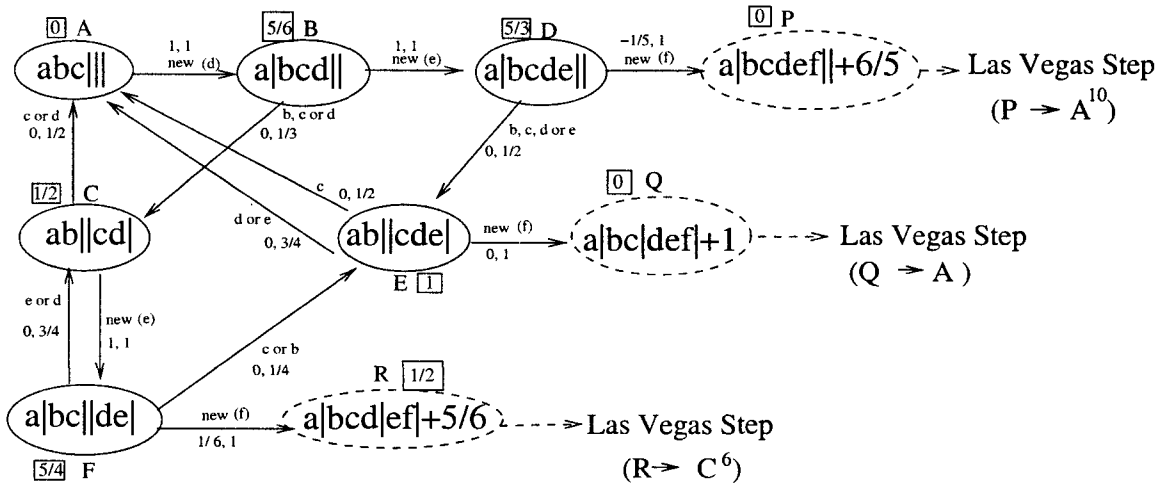 0 A
abc|||
1, 1
new (d)
5/6 B
a|bcd||
1, 1
new (e)
5/3 D
a|bcde||
−1/5, 1
new (f)
0 P
a|bcdef||+6/5
Las Vegas Step
(P → A¹⁰)
c or d
0, 1/2
b, c or d
0, 1/3
b, c, d or e
0, 1/2
c
0, 1/2
d or e
0, 3/4
1/2 C
ab||cd|
ab||cde|
E 1
new (f)
0, 1
0 Q
a|bc|def|+1
Las Vegas Step
(Q → A )
e or d
0, 3/4
new (e)
1, 1
c or b
0, 1/4
a|bc||de|
5/4 F
new (f)
1/6, 1
R 1/2
a|bcd|ef|+5/6
Las Vegas Step
(R → C⁶)